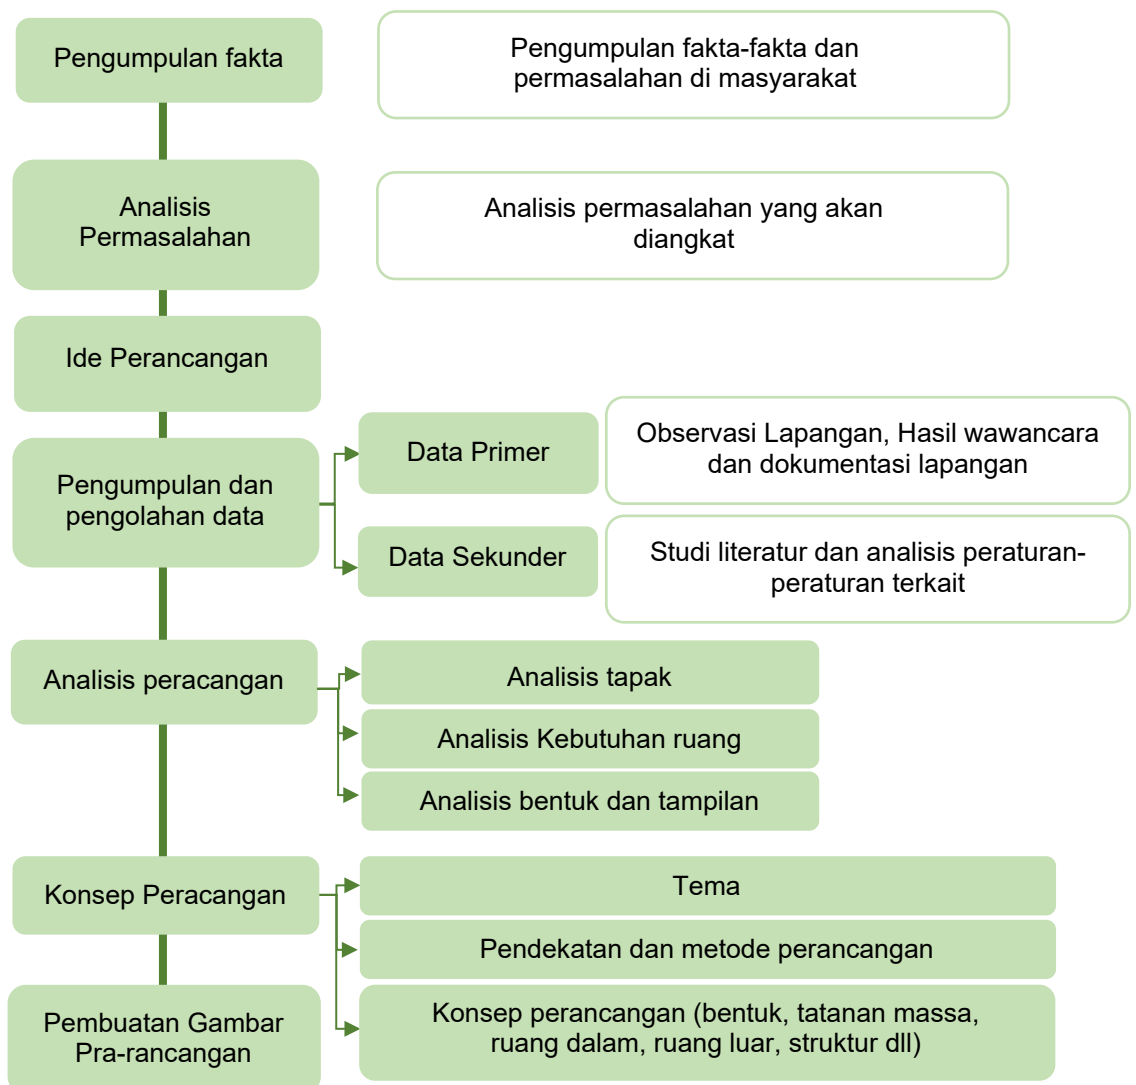 Pengumpulan fakta
Pengumpulan fakta-fakta dan
permasalahan di masyarakat
Analisis
Permasalahan
Analisis permasalahan yang akan
diangkat
Ide Perancangan
Pengumpulan dan
pengolahan data
Data Primer
Observasi Lapangan, Hasil wawancara
dan dokumentasi lapangan
Data Sekunder
Studi literatur dan analisis peraturan-
peraturan terkait
Analisis peracangan
Analisis tapak
Analisis Kebutuhan ruang
Analisis bentuk dan tampilan
Konsep Peracangan
Tema
Pendekatan dan metode perancangan
Konsep perancangan (bentuk, tatanan massa,
ruang dalam, ruang luar, struktur dll)
Pembuatan Gambar
Pra-rancangan